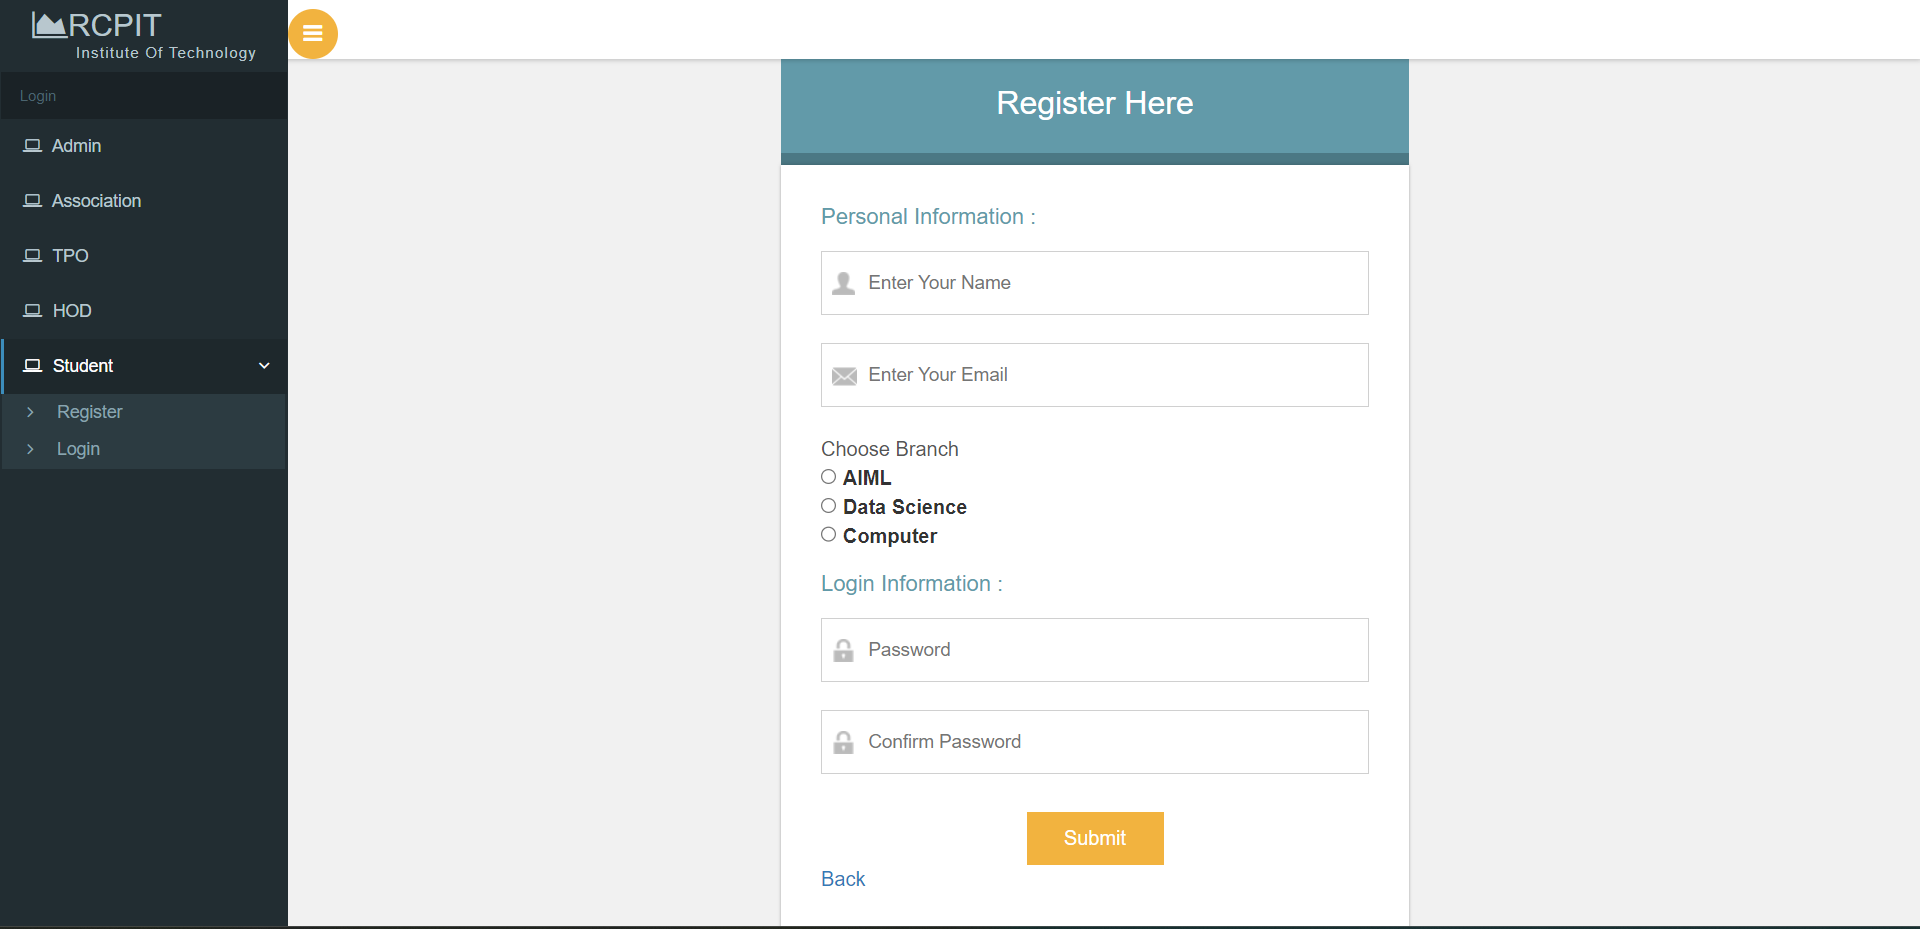 RCPIT
Institute Of Technology
Login
Admin
Association
TPO
HOD
Student
Register
Login
Register Here
Personal Information :
Enter Your Name
Enter Your Email
Choose Branch
AIML
Data Science
Computer
Login Information :
Password
Confirm Password
Submit
Back